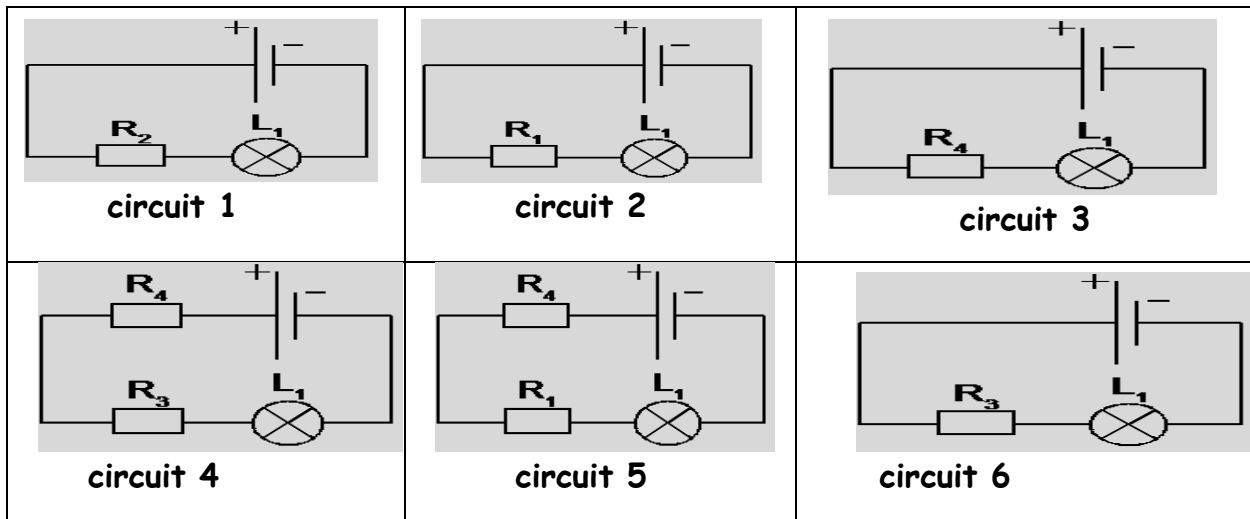 + −
R₂ L₁
circuit 1
+ −
R₁ L₁
circuit 2
+ −
R₄ L₁
circuit 3
R₄ + −
R₃ L₁
circuit 4
R₄ + −
R₁ L₁
circuit 5
+ −
R₃ L₁
circuit 6